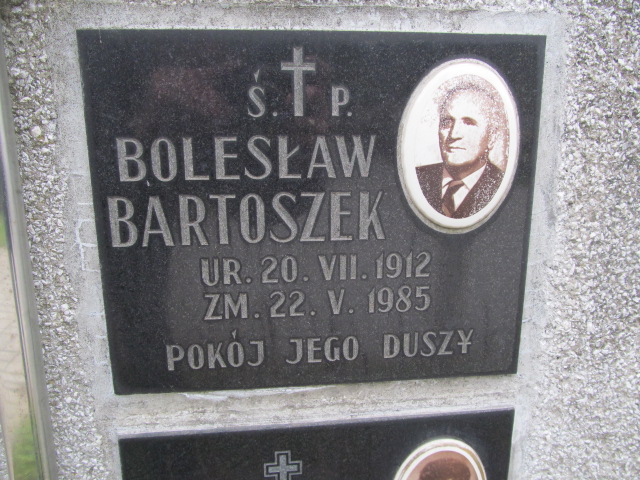 Ś. P.
BOLESŁAW
BARTOSZEK
UR. 20. VII. 1912
ZM. 22. V. 1985
POKÓJ JEGO DUSZY